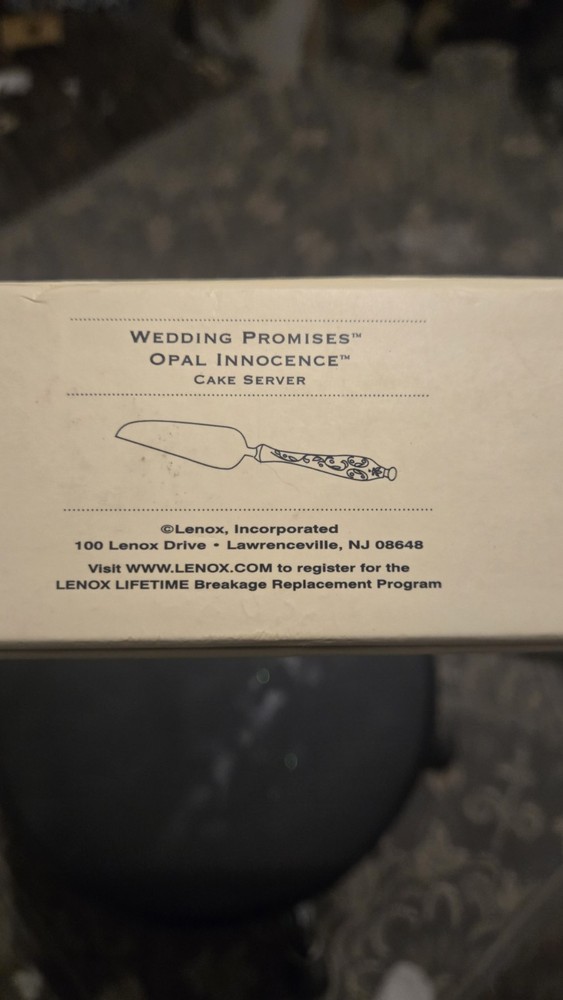 WEDDING PROMISES™
OPAL INNOCENCE™
CAKE SERVER
©Lenox, Incorporated
100 Lenox Drive • Lawrenceville, NJ 08648
Visit WWW.LENOX.COM to register for the
LENOX LIFETIME Breakage Replacement Program